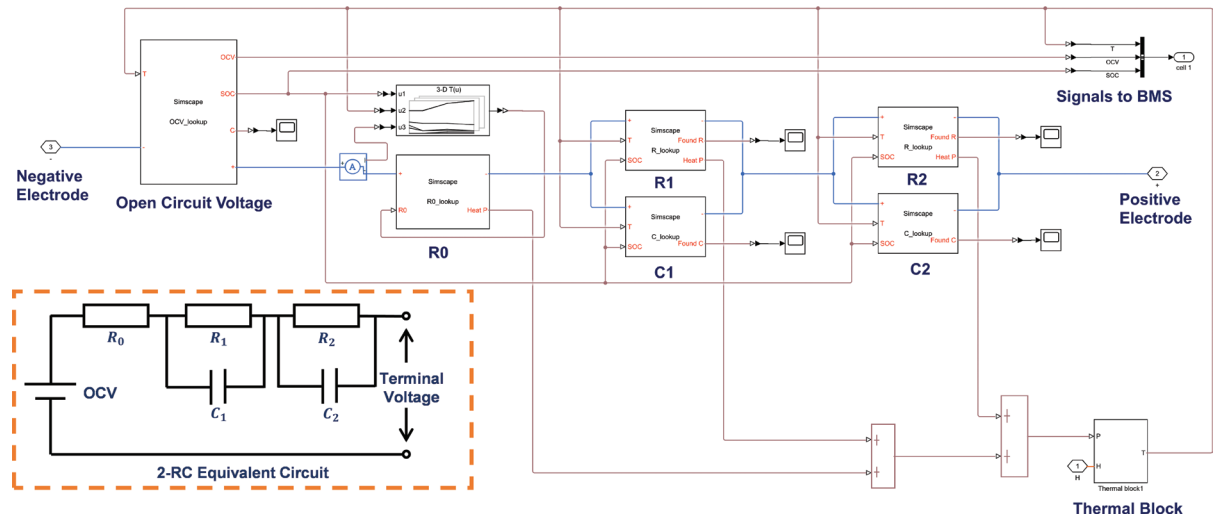 T
Simscape
OCV_lookup
OCV
SOC
C
-
+
3
-
Negative
Electrode
Open Circuit Voltage
A
+
3-D T(u)
u1
u2
u3
+
Simscape
R0_lookup
-
R0
Heat P
R0
+
T
SOC
Simscape
R_lookup
-
Found R
Heat P
R1
+
T
SOC
Simscape
C_lookup
-
Found C
C1
+
T
SOC
Simscape
R_lookup
-
Found R
Heat P
R2
+
T
SOC
Simscape
C_lookup
-
Found C
C2
T
OCV
SOC
1
cell 1
Signals to BMS
2
+
Positive
Electrode
R₀
R₁
R₂
OCV
C₁
C₂
Terminal
Voltage
2-RC Equivalent Circuit
+
+
+
+
P
H
T
1
H
Thermal block1
Thermal Block